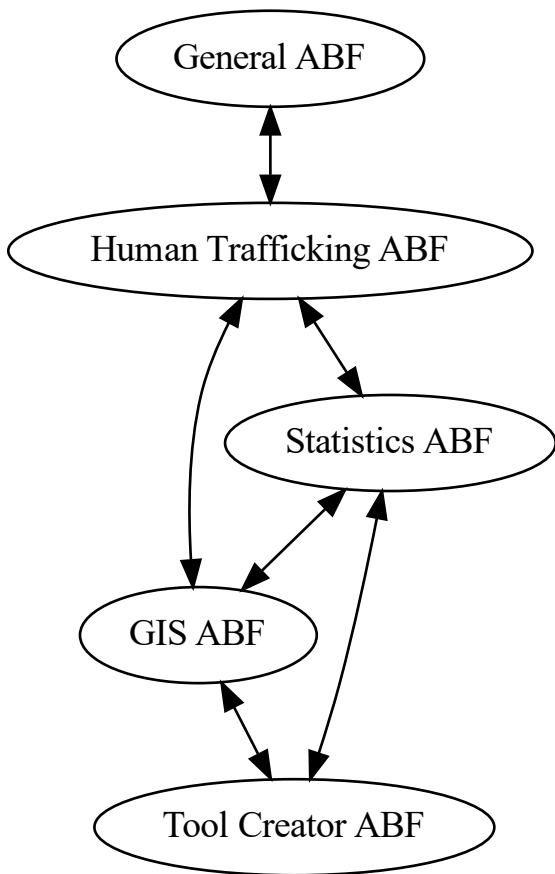 General ABF
Human Trafficking ABF
Statistics ABF
GIS ABF
Tool Creator ABF